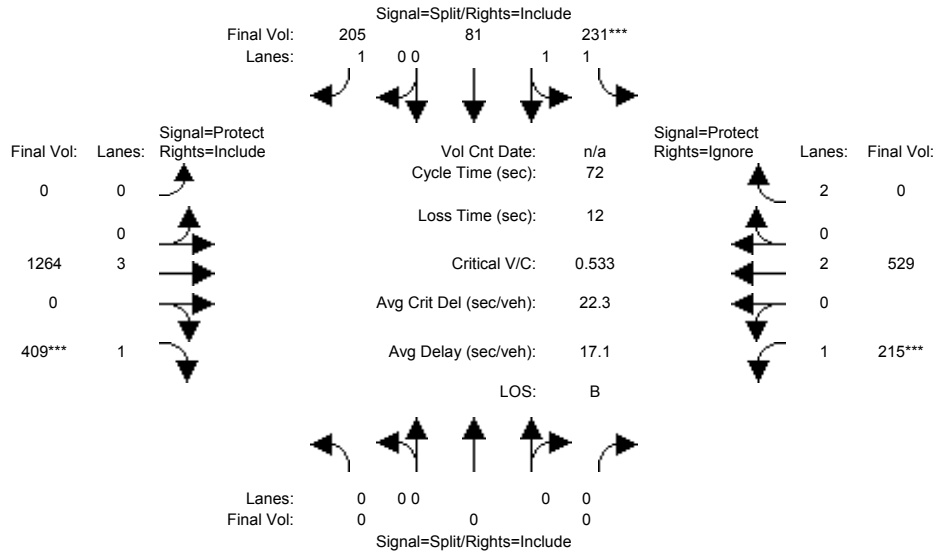 Signal=Split/Rights=Include
Final Vol: 205 81 231***
Lanes: 1 0 0 1 1
Signal=Protect Signal=Protect
Final Vol: Lanes: Rights=Include Vol Cnt Date: n/a Rights=Ignore Lanes: Final Vol:
Cycle Time (sec): 72
0 0 2 0
Loss Time (sec): 12
0 0
1264 3 Critical V/C: 0.533 2 529
0 Avg Crit Del (sec/veh): 22.3 0
409*** 1 Avg Delay (sec/veh): 17.1 1 215***
LOS: B
Lanes: 0 0 0 0 0
Final Vol: 0 0 0
Signal=Split/Rights=Include